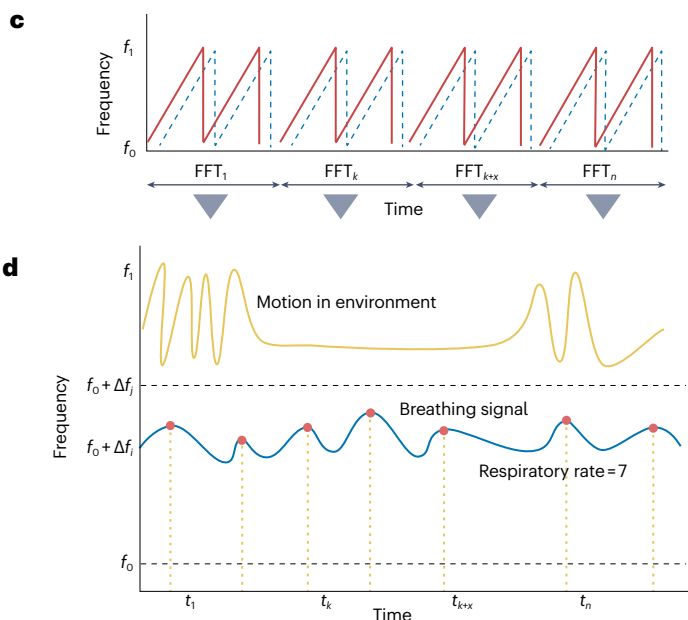 c
f1
Frequency
f0
FFT1 FFTk FFTk+x FFTn
Time
d
f1
Motion in environment
f0 + Δfj
Breathing signal
Frequency
f0 + Δfi
Respiratory rate = 7
f0
t1 tk tk+x tn
Time